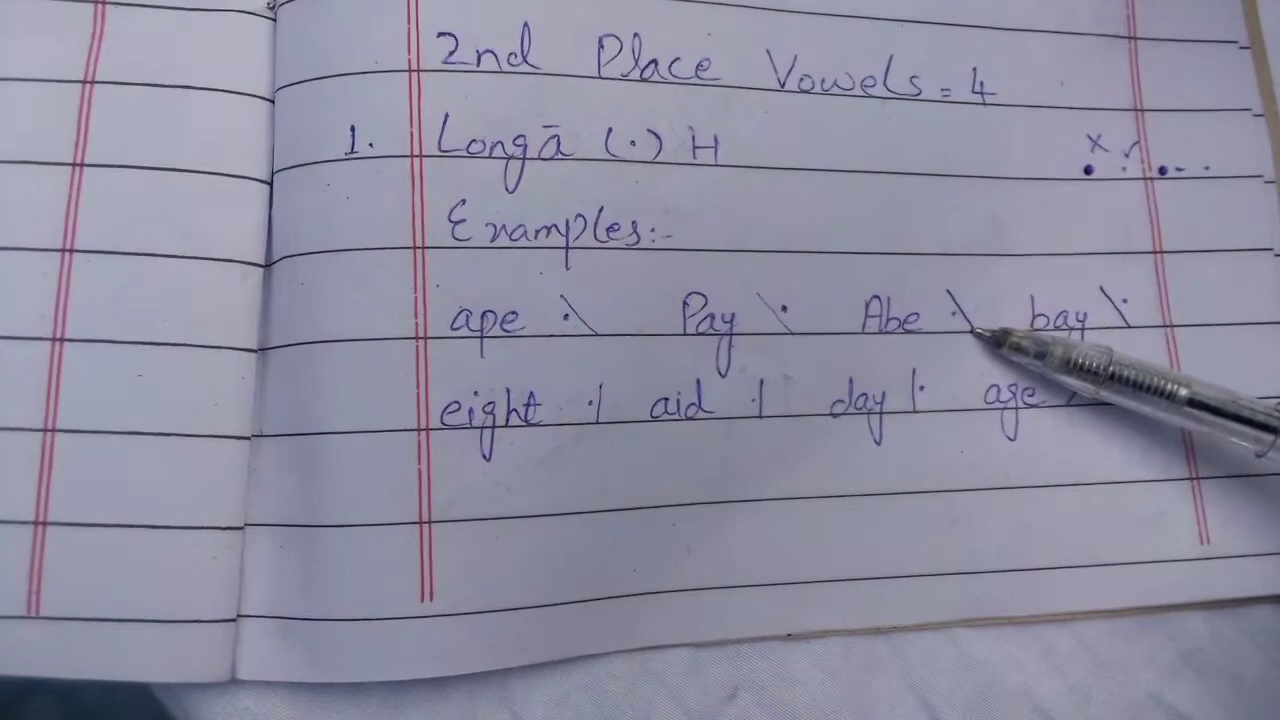 2nd Place Vowels = 4
1. Long ā (.) H
Examples:-
ape Pay Abe bay
eight aid day age